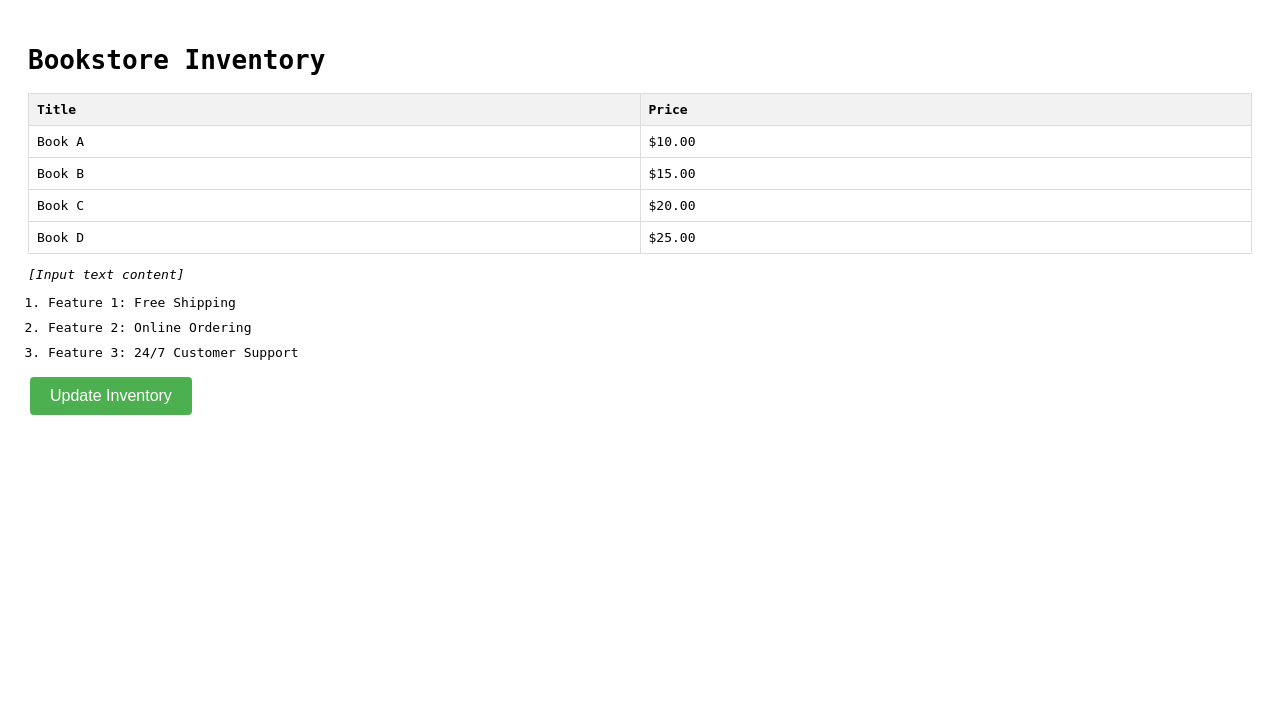 Bookstore Inventory
Title Price
Book A $10.00
Book B $15.00
Book C $20.00
Book D $25.00
[Input text content]
1. Feature 1: Free Shipping
2. Feature 2: Online Ordering
3. Feature 3: 24/7 Customer Support
Update Inventory